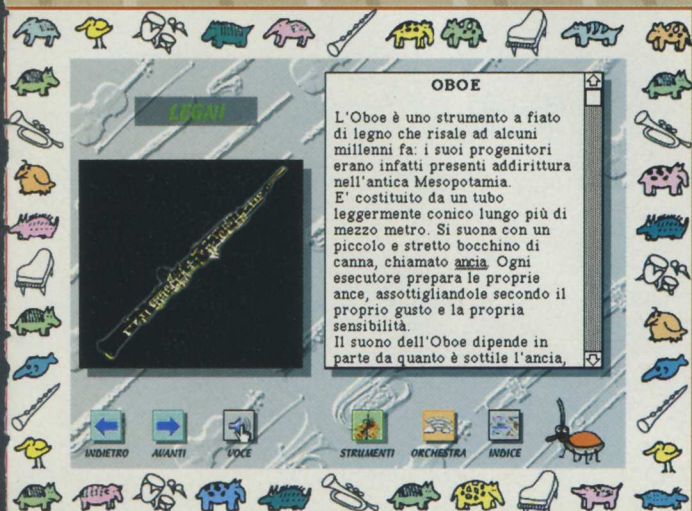 LEGNI
OBOE
L'Oboe è uno strumento a fiato
di legno che risale ad alcuni
millenni fa: i suoi progenitori
erano infatti presenti addirittura
nell'antica Mesopotamia.
E' costituito da un tubo
leggermente conico lungo più di
mezzo metro. Si suona con un
piccolo e stretto bocchino di
canna, chiamato ancia. Ogni
esecutore prepara le proprie
ance, assottigliandole secondo il
proprio gusto e la propria
sensibilità.
Il suono dell'Oboe dipende in
parte da quanto è sottile l'ancia,
INDIETRO AVANTI VOCE STRUMENTI ORCHESTRA INDICE